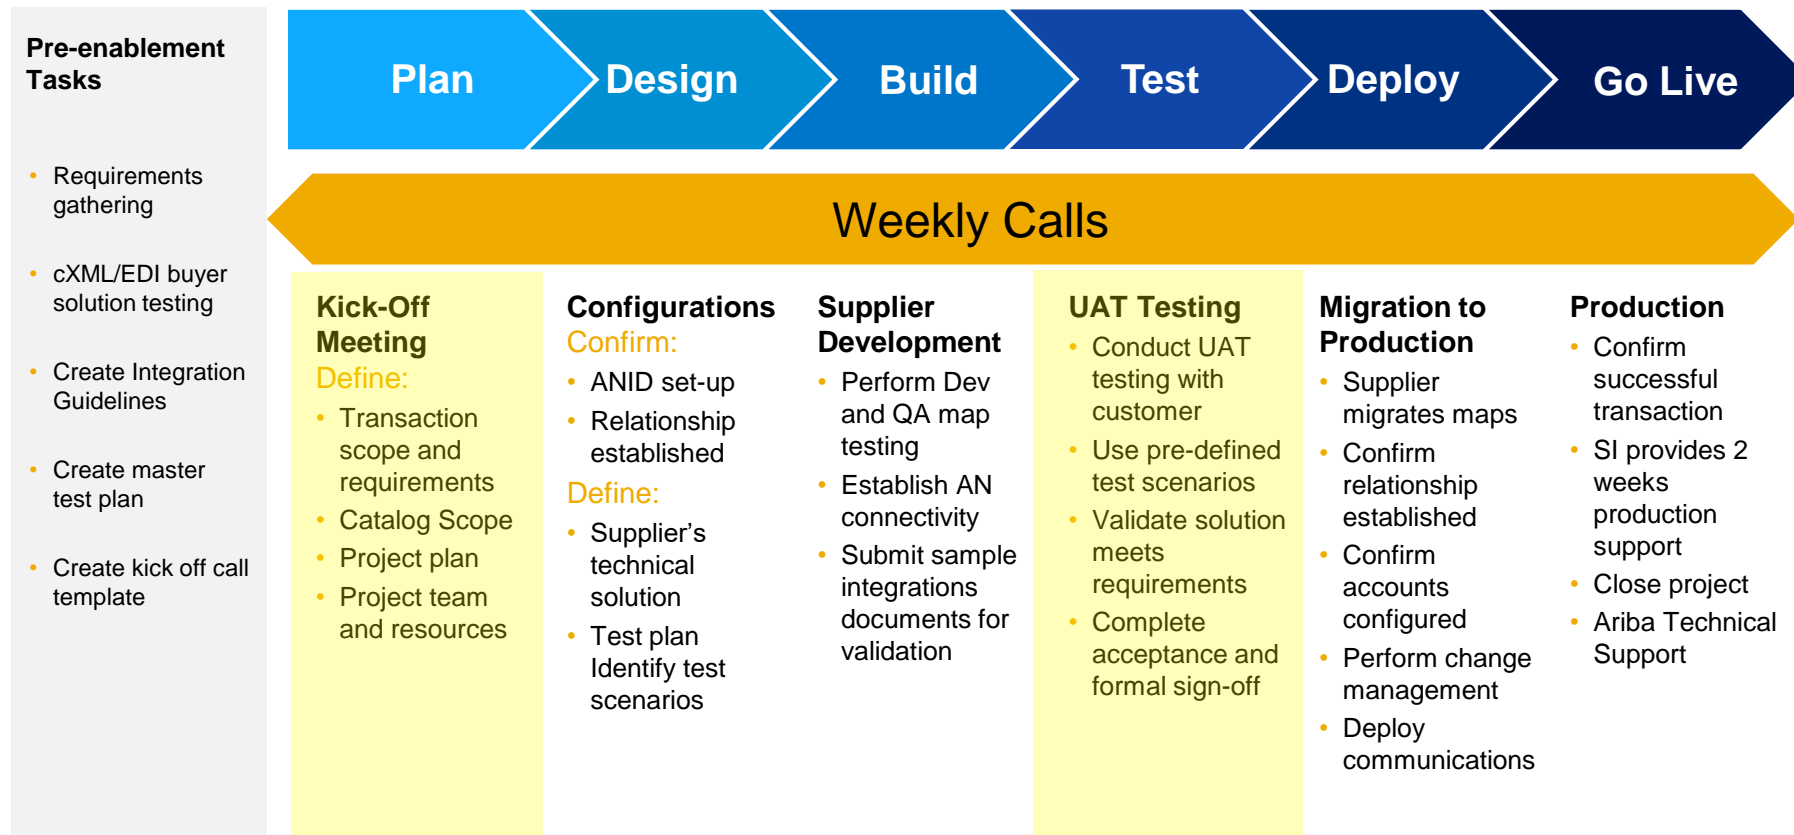 Pre-enablement
Tasks
• Requirements
gathering
• cXML/EDI buyer
solution testing
• Create Integration
Guidelines
• Create master
test plan
• Create kick off call
template
Plan
Design
Build
Test
Deploy
Go Live
Weekly Calls
Kick-Off
Meeting
Define:
• Transaction
scope and
requirements
• Catalog Scope
• Project plan
• Project team
and resources
Configurations
Confirm:
• ANID set-up
• Relationship
established
Define:
• Supplier’s
technical
solution
• Test plan
Identify test
scenarios
Supplier
Development
• Perform Dev
and QA map
testing
• Establish AN
connectivity
• Submit sample
integrations
documents for
validation
UAT Testing
• Conduct UAT
testing with
customer
• Use pre-defined
test scenarios
• Validate solution
meets
requirements
• Complete
acceptance and
formal sign-off
Migration to
Production
• Supplier
migrates maps
• Confirm
relationship
established
• Confirm
accounts
configured
• Perform change
management
• Deploy
communications
Production
• Confirm
successful
transaction
• SI provides 2
weeks
production
support
• Close project
• Ariba Technical
Support